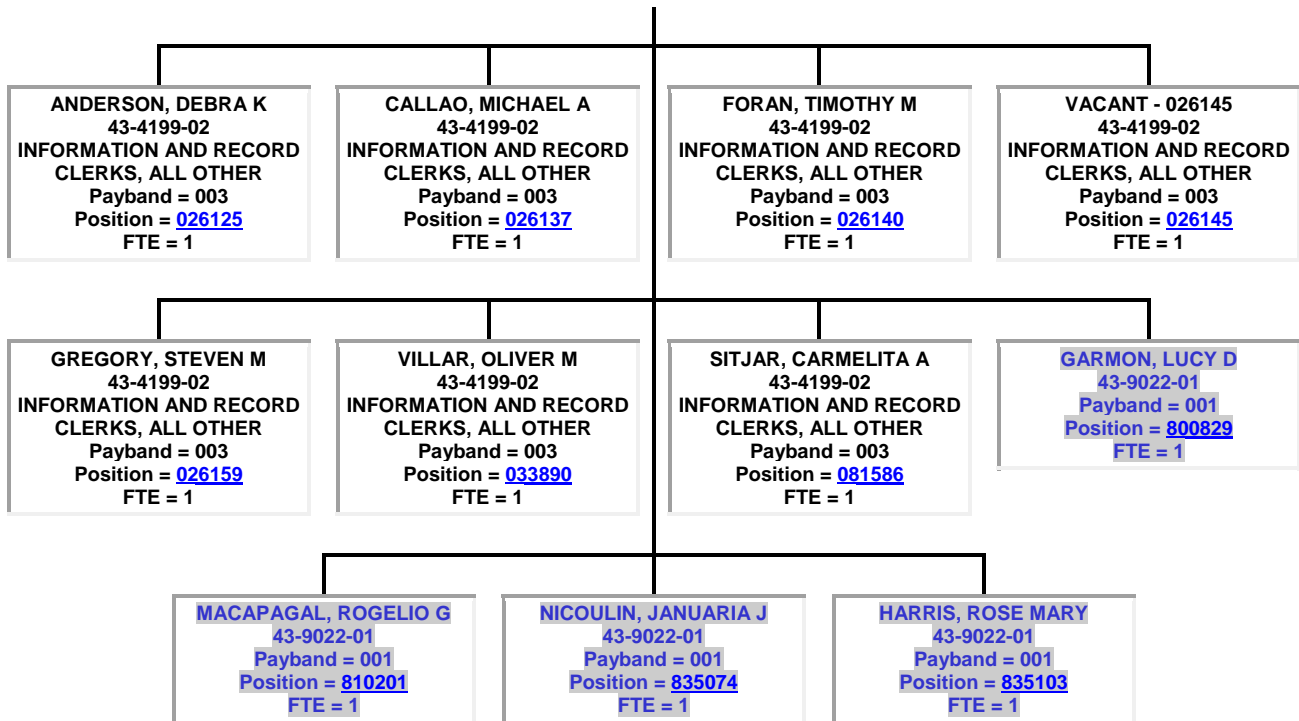 ANDERSON, DEBRA K
43-4199-02
INFORMATION AND RECORD
CLERKS, ALL OTHER
Payband = 003
Position = 026125
FTE = 1
CALLAO, MICHAEL A
43-4199-02
INFORMATION AND RECORD
CLERKS, ALL OTHER
Payband = 003
Position = 026137
FTE = 1
FORAN, TIMOTHY M
43-4199-02
INFORMATION AND RECORD
CLERKS, ALL OTHER
Payband = 003
Position = 026140
FTE = 1
VACANT - 026145
43-4199-02
INFORMATION AND RECORD
CLERKS, ALL OTHER
Payband = 003
Position = 026145
FTE = 1
GREGORY, STEVEN M
43-4199-02
INFORMATION AND RECORD
CLERKS, ALL OTHER
Payband = 003
Position = 026159
FTE = 1
VILLAR, OLIVER M
43-4199-02
INFORMATION AND RECORD
CLERKS, ALL OTHER
Payband = 003
Position = 033890
FTE = 1
SITJAR, CARMELITA A
43-4199-02
INFORMATION AND RECORD
CLERKS, ALL OTHER
Payband = 003
Position = 081586
FTE = 1
GARMON, LUCY D
43-9022-01
Payband = 001
Position = 800829
FTE = 1
MACAPAGAL, ROGELIO G
43-9022-01
Payband = 001
Position = 810201
FTE = 1
NICOULIN, JANUARIA J
43-9022-01
Payband = 001
Position = 835074
FTE = 1
HARRIS, ROSE MARY
43-9022-01
Payband = 001
Position = 835103
FTE = 1